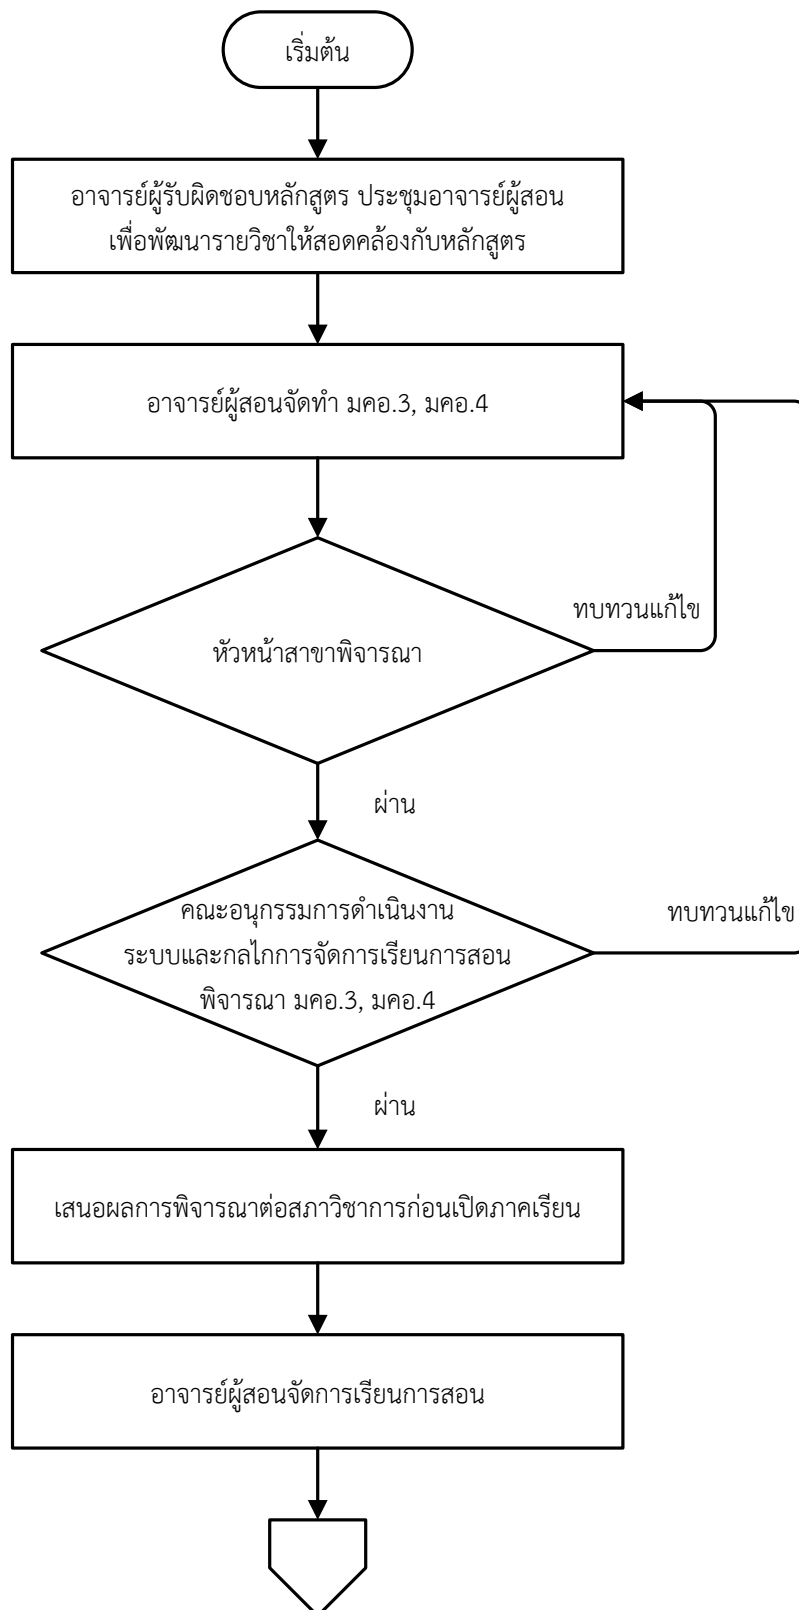 เริ่มต้น
อาจารย์ผู้รับผิดชอบหลักสูตร ประชุมอาจารย์ผู้สอน
เพื่อพัฒนารายวิชาให้สอดคล้องกับหลักสูตร
อาจารย์ผู้สอนจัดทำ มคอ.3, มคอ.4
ทบทวนแก้ไข
หัวหน้าสาขาพิจารณา
ผ่าน
คณะอนุกรรมการดำเนินงาน
ทบทวนแก้ไข
ระบบและกลไกการจัดการเรียนการสอน
พิจารณา มคอ.3, มคอ.4
ผ่าน
เสนอผลการพิจารณาต่อสภาวิชาการก่อนเปิดภาคเรียน
อาจารย์ผู้สอนจัดการเรียนการสอน